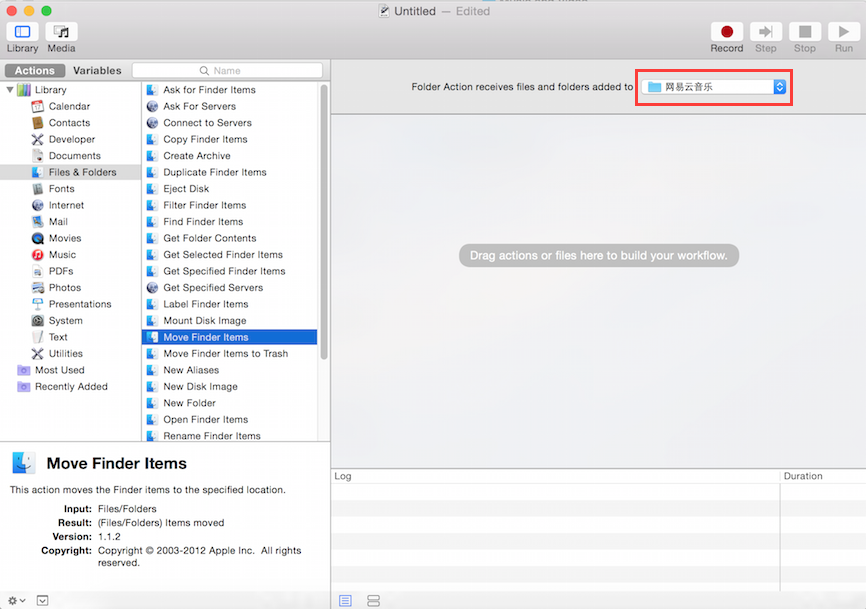 Untitled — Edited
Library
Media
Record
Step
Stop
Run
Actions
Variables
Name
Folder Action receives files and folders added to
网易云音乐
Library
Calendar
Contacts
Developer
Documents
Files & Folders
Fonts
Internet
Mail
Movies
Music
PDFs
Photos
Presentations
System
Text
Utilities
Most Used
Recently Added
Ask for Finder Items
Ask For Servers
Connect to Servers
Copy Finder Items
Create Archive
Duplicate Finder Items
Eject Disk
Filter Finder Items
Find Finder Items
Get Folder Contents
Get Selected Finder Items
Get Specified Finder Items
Get Specified Servers
Label Finder Items
Mount Disk Image
Move Finder Items
Move Finder Items to Trash
New Aliases
New Disk Image
New Folder
Open Finder Items
Rename Finder Items
Drag actions or files here to build your workflow.
Move Finder Items
This action moves the Finder items to the specified location.
Input: Files/Folders
Result: (Files/Folders) Items moved
Version: 1.1.2
Copyright: Copyright © 2003-2012 Apple Inc. All rights
reserved.
Log
Duration